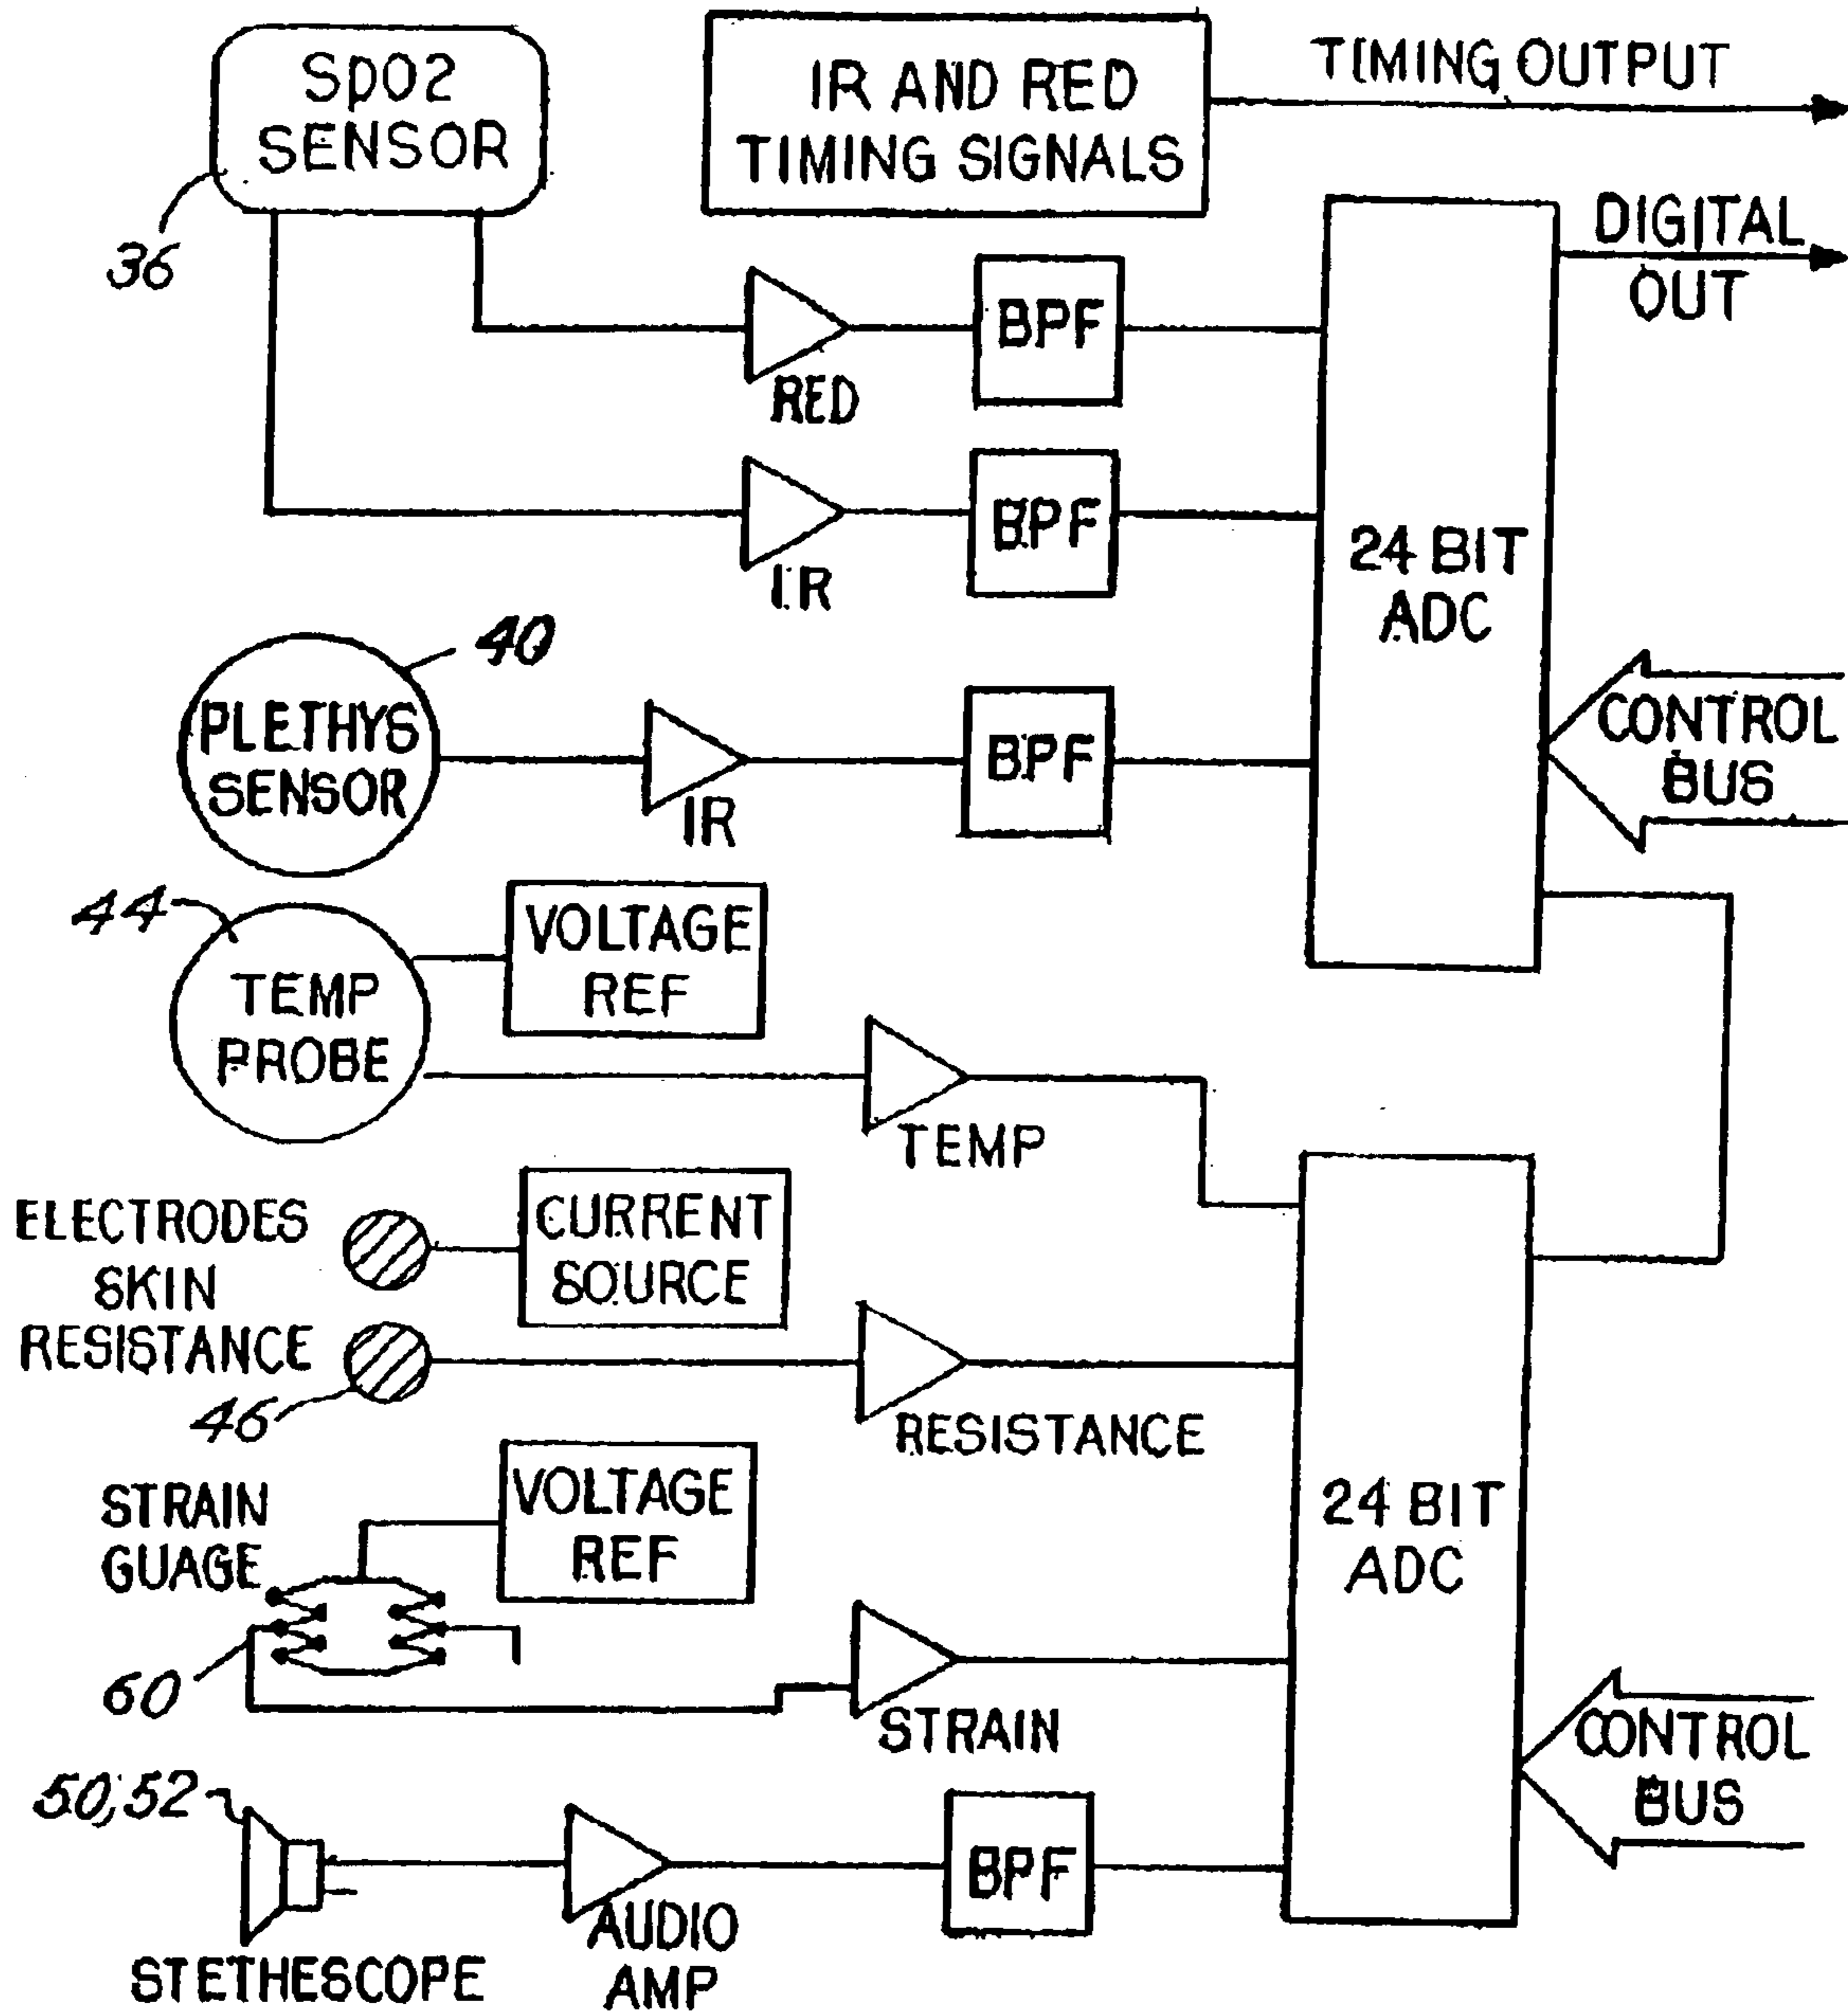 SpO2
SENSOR
36
IR AND RED
TIMING SIGNALS
TIMING OUTPUT
DIGITAL
OUT
RED
BPF
IR
BPF
24 BIT
ADC
40
PLETHYS
SENSOR
IR
BPF
CONTROL
BUS
44
TEMP
PROBE
VOLTAGE
REF
TEMP
ELECTRODES
SKIN
RESISTANCE
46
CURRENT
SOURCE
RESISTANCE
STRAIN
GUAGE
60
VOLTAGE
REF
STRAIN
24 BIT
ADC
CONTROL
BUS
50,52
STETHESCOPE
AUDIO
AMP
BPF